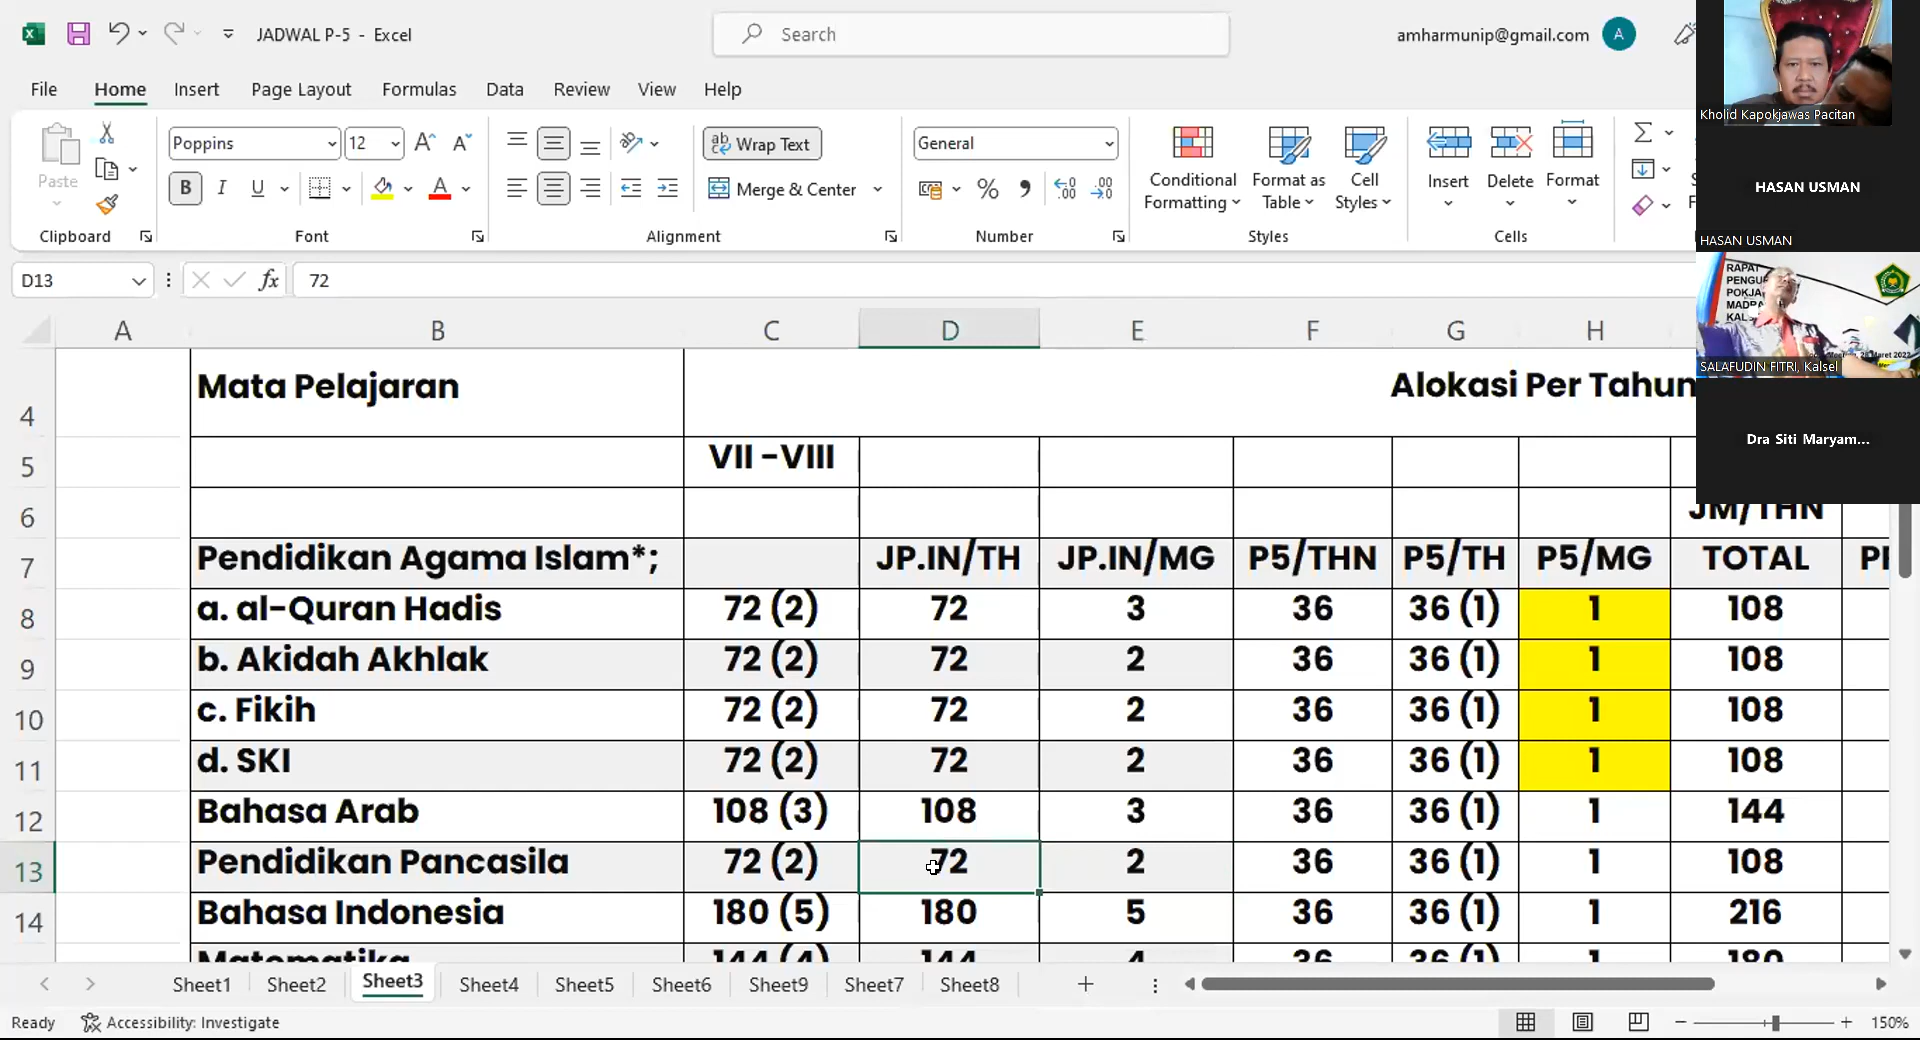 JADWAL P-5 - Excel
Search
amharmunip@gmail.com
A
File Home Insert Page Layout Formulas Data Review View Help
Paste
Poppins 12
General
Wrap Text
Merge & Center
B I U
Conditional Formatting
Format as Table
Cell Styles
Insert Delete Format
Clipboard Font Alignment Number Styles Cells
D13 fx 72
A B C D E F G H
4 Mata Pelajaran Alokasi Per Tahun
5 VII –VIII
6 JM/THN
7 Pendidikan Agama Islam*; JP.IN/TH JP.IN/MG P5/THN P5/TH P5/MG TOTAL
8 a. al-Quran Hadis 72 (2) 72 3 36 36 (1) 1 108
9 b. Akidah Akhlak 72 (2) 72 2 36 36 (1) 1 108
10 c. Fikih 72 (2) 72 2 36 36 (1) 1 108
11 d. SKI 72 (2) 72 2 36 36 (1) 1 108
12 Bahasa Arab 108 (3) 108 3 36 36 (1) 1 144
13 Pendidikan Pancasila 72 (2) 72 2 36 36 (1) 1 108
14 Bahasa Indonesia 180 (5) 180 5 36 36 (1) 1 216
Matematika 144 (4) 144 4 36 36 (1) 1 180
Sheet1 Sheet2 Sheet3 Sheet4 Sheet5 Sheet6 Sheet9 Sheet7 Sheet8
Ready Accessibility: Investigate 150%
Kholid Kapokjawas Pacitan
HASAN USMAN
HASAN USMAN
RAPAT
POKJA
SALAFUDIN FITRI, Kalsel
Dra Siti Maryam...